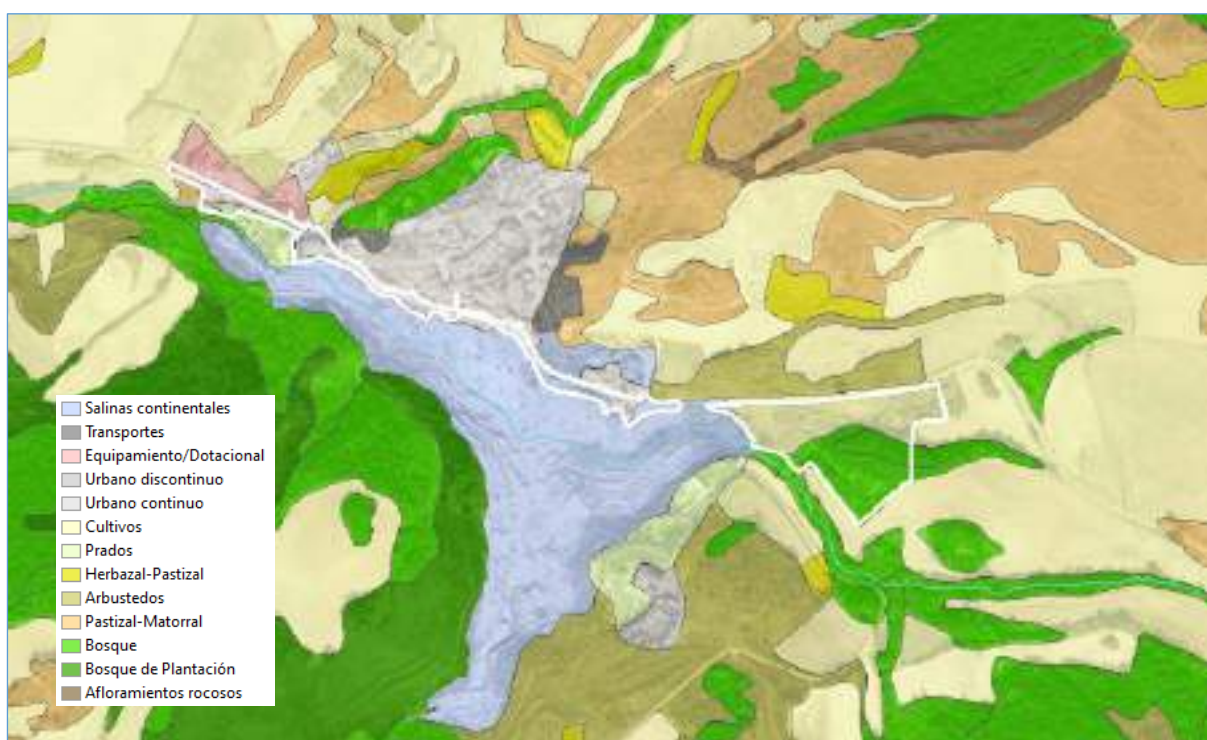 Salinas continentales
Transportes
Equipamiento/Dotacional
Urbano discontinuo
Urbano continuo
Cultivos
Prados
Herbazal-Pastizal
Arbustedos
Pastizal-Matorral
Bosque
Bosque de Plantación
Afloramientos rocosos